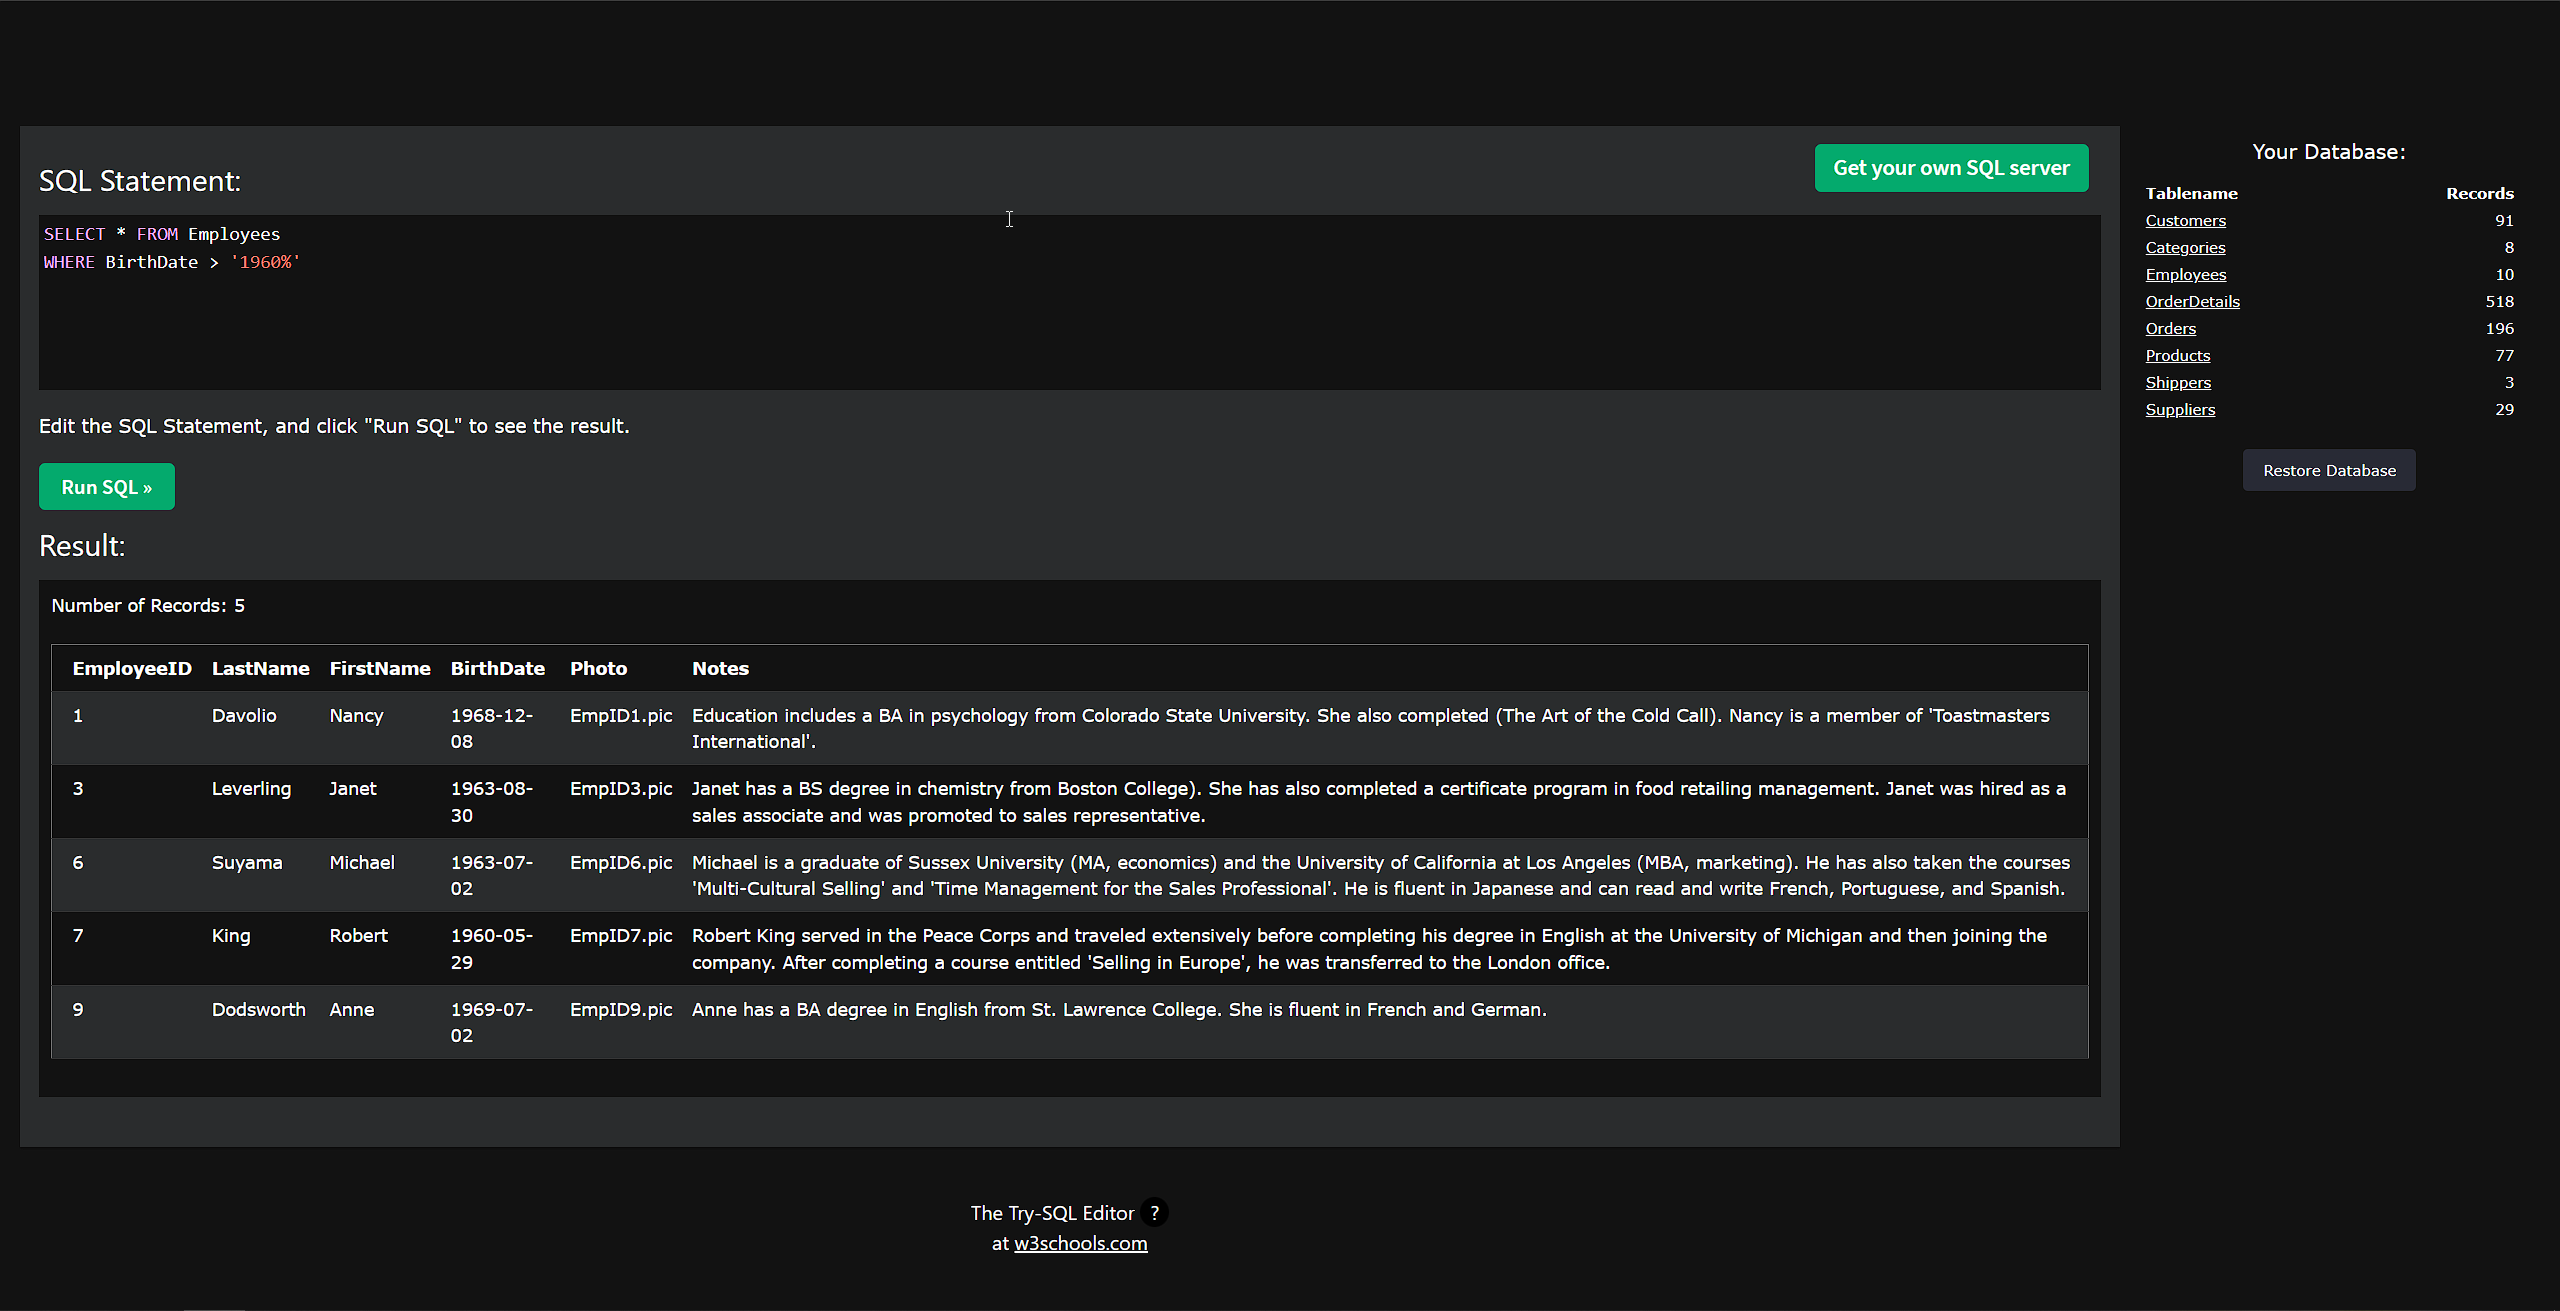 SQL Statement:
Get your own SQL server
SELECT * FROM Employees
WHERE BirthDate > '1960%'
Edit the SQL Statement, and click "Run SQL" to see the result.
Run SQL »
Result:
Number of Records: 5
EmployeeID LastName FirstName BirthDate Photo Notes
1 Davolio Nancy 1968-12-08 EmpID1.pic Education includes a BA in psychology from Colorado State University. She also completed (The Art of the Cold Call). Nancy is a member of 'Toastmasters International'.
3 Leverling Janet 1963-08-30 EmpID3.pic Janet has a BS degree in chemistry from Boston College). She has also completed a certificate program in food retailing management. Janet was hired as a sales associate and was promoted to sales representative.
6 Suyama Michael 1963-07-02 EmpID6.pic Michael is a graduate of Sussex University (MA, economics) and the University of California at Los Angeles (MBA, marketing). He has also taken the courses 'Multi-Cultural Selling' and 'Time Management for the Sales Professional'. He is fluent in Japanese and can read and write French, Portuguese, and Spanish.
7 King Robert 1960-05-29 EmpID7.pic Robert King served in the Peace Corps and traveled extensively before completing his degree in English at the University of Michigan and then joining the company. After completing a course entitled 'Selling in Europe', he was transferred to the London office.
9 Dodsworth Anne 1969-07-02 EmpID9.pic Anne has a BA degree in English from St. Lawrence College. She is fluent in French and German.
The Try-SQL Editor ?
at w3schools.com
Your Database:
Tablename Records
Customers 91
Categories 8
Employees 10
OrderDetails 518
Orders 196
Products 77
Shippers 3
Suppliers 29
Restore Database